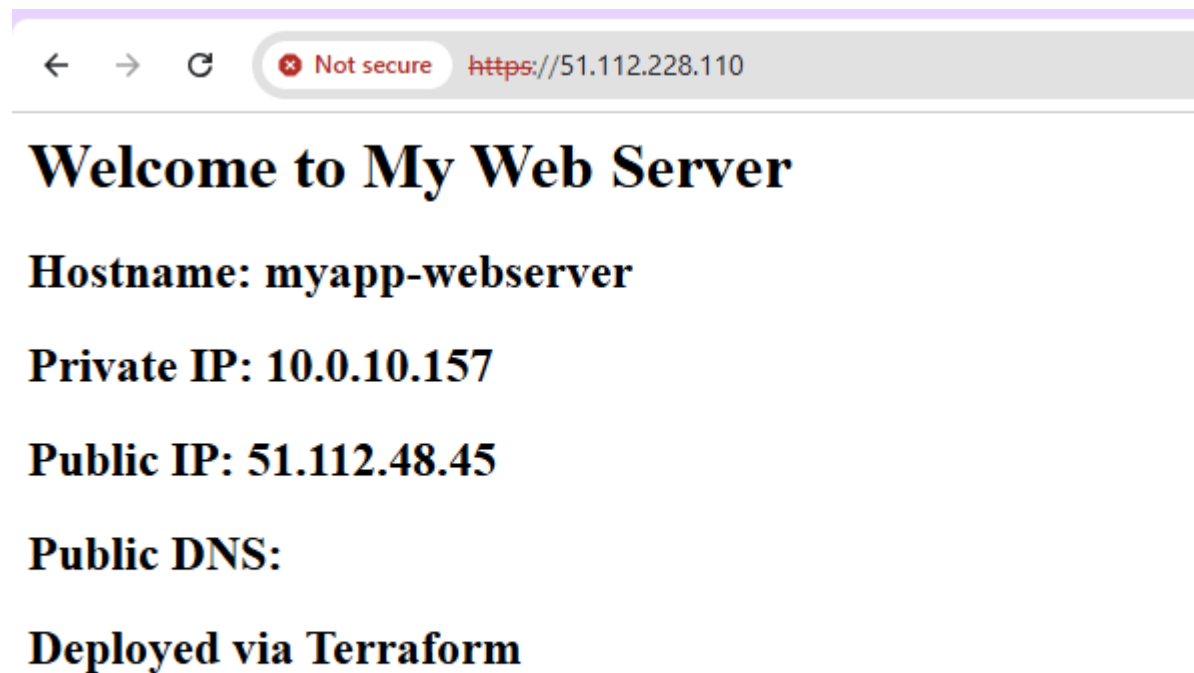 Not secure https://51.112.228.110
Welcome to My Web Server
Hostname: myapp-webserver
Private IP: 10.0.10.157
Public IP: 51.112.48.45
Public DNS:
Deployed via Terraform